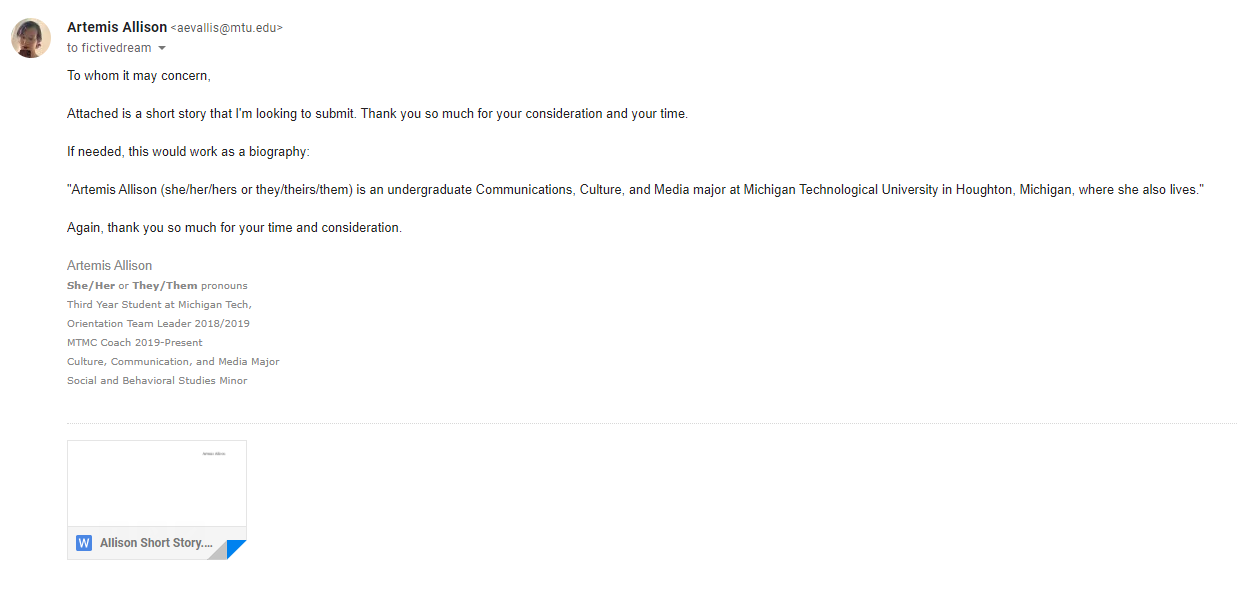 Artemis Allison <aevallis@mtu.edu>
to fictivedream
To whom it may concern,
Attached is a short story that I'm looking to submit. Thank you so much for your consideration and your time.
If needed, this would work as a biography:
"Artemis Allison (she/her/hers or they/theirs/them) is an undergraduate Communications, Culture, and Media major at Michigan Technological University in Houghton, Michigan, where she also lives."
Again, thank you so much for your time and consideration.
Artemis Allison
She/Her or They/Them pronouns
Third Year Student at Michigan Tech,
Orientation Team Leader 2018/2019
MTMC Coach 2019-Present
Culture, Communication, and Media Major
Social and Behavioral Studies Minor
W Allison Short Story....